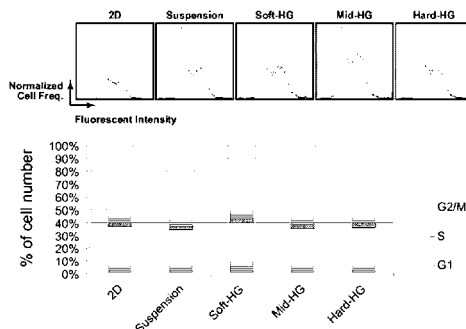 2D Suspension Soft-HG Mid-HG Hard-HG
Normalized
Cell Freq.
Fluorescent Intensity
% of cell number
100%
90%
80%
70%
60%
50%
40%
30%
20%
10%
0%
G2/M
S
G1
2D Suspension Soft-HG Mid-HG Hard-HG